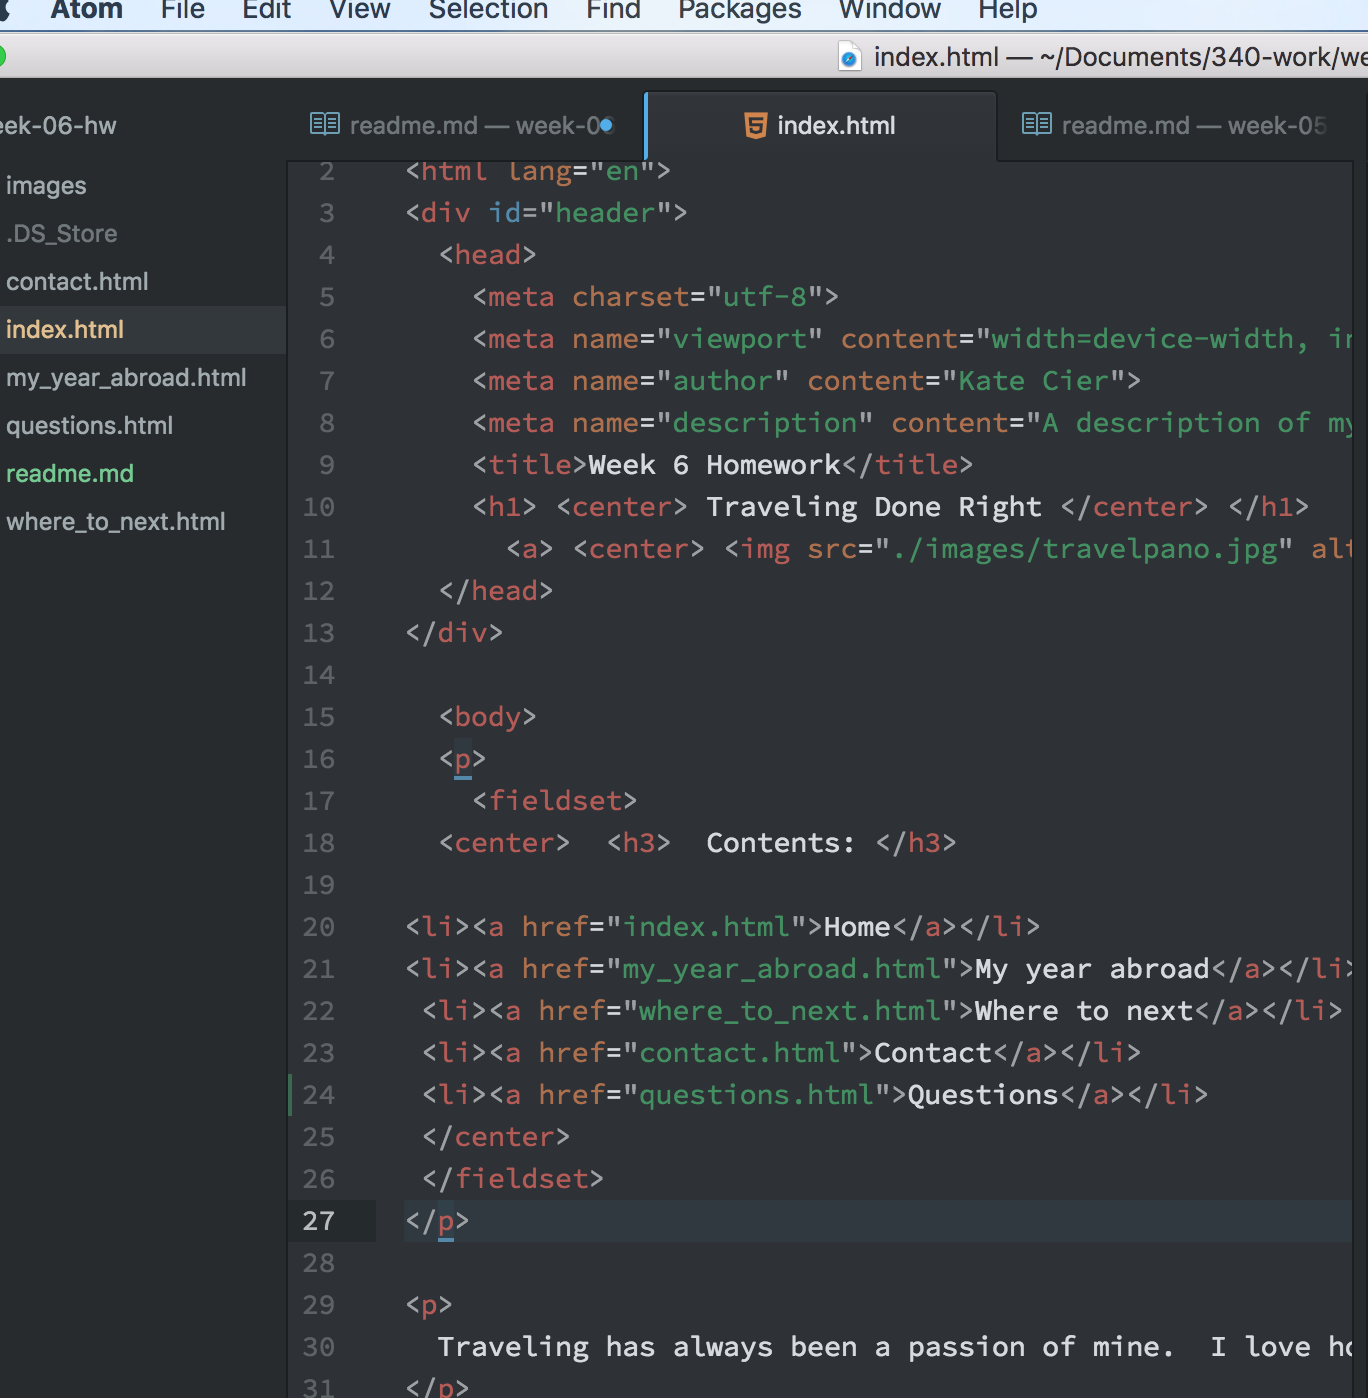 Atom File Edit View Selection Find Packages Window Help
index.html — ~/Documents/340-work/we
eek-06-hw
readme.md — week-06
index.html
readme.md — week-05
images
.DS_Store
contact.html
index.html
my_year_abroad.html
questions.html
readme.md
where_to_next.html
2 <html lang="en">
3 <div id="header">
4 <head>
5 <meta charset="utf-8">
6 <meta name="viewport" content="width=device-width, in
7 <meta name="author" content="Kate Cier">
8 <meta name="description" content="A description of my
9 <title>Week 6 Homework</title>
10 <h1> <center> Traveling Done Right </center> </h1>
11 <a> <center> <img src="./images/travelpano.jpg" alt
12 </head>
13 </div>
14
15 <body>
16 <p>
17 <fieldset>
18 <center>  <h3>  Contents: </h3>
19
20 <li><a href="index.html">Home</a></li>
21 <li><a href="my_year_abroad.html">My year abroad</a></li>
22 <li><a href="where_to_next.html">Where to next</a></li>
23 <li><a href="contact.html">Contact</a></li>
24 <li><a href="questions.html">Questions</a></li>
25 </center>
26 </fieldset>
27 </p>
28
29 <p>
30 Traveling has always been a passion of mine.  I love ho
31 </p>